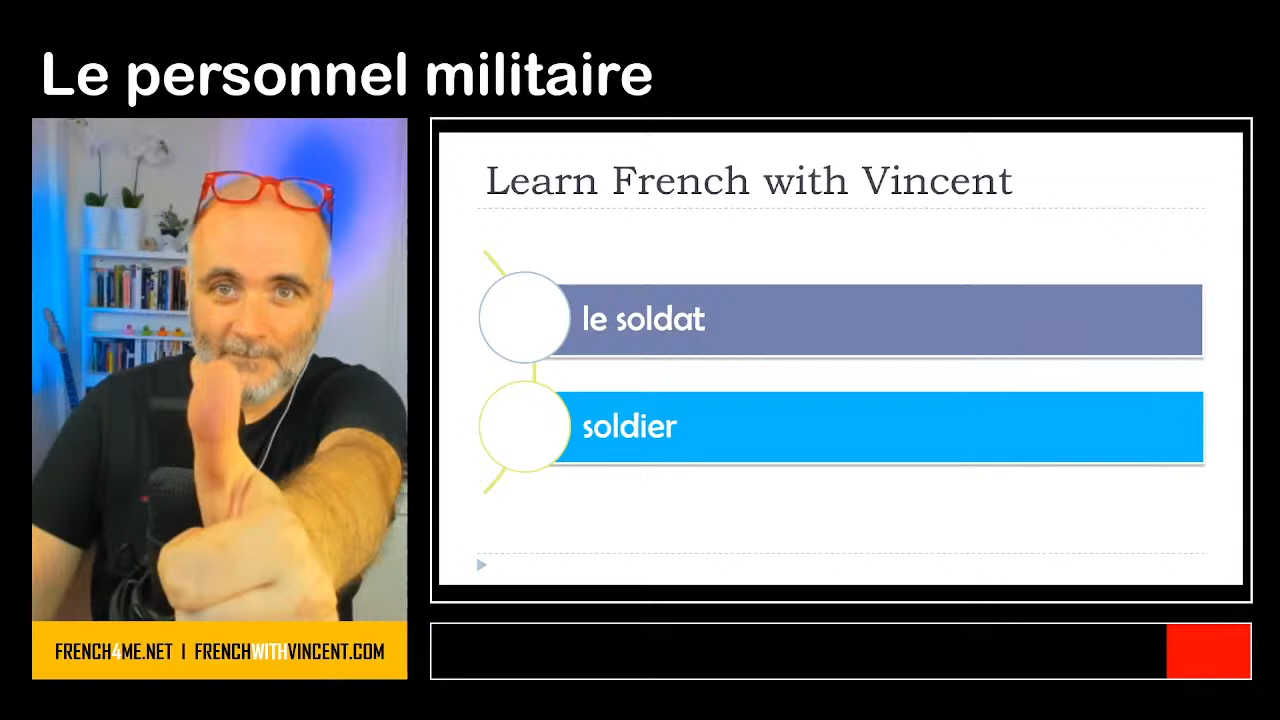 Le personnel militaire
Learn French with Vincent
le soldat
soldier
FRENCH4ME.NET I FRENCHWITHVINCENT.COM